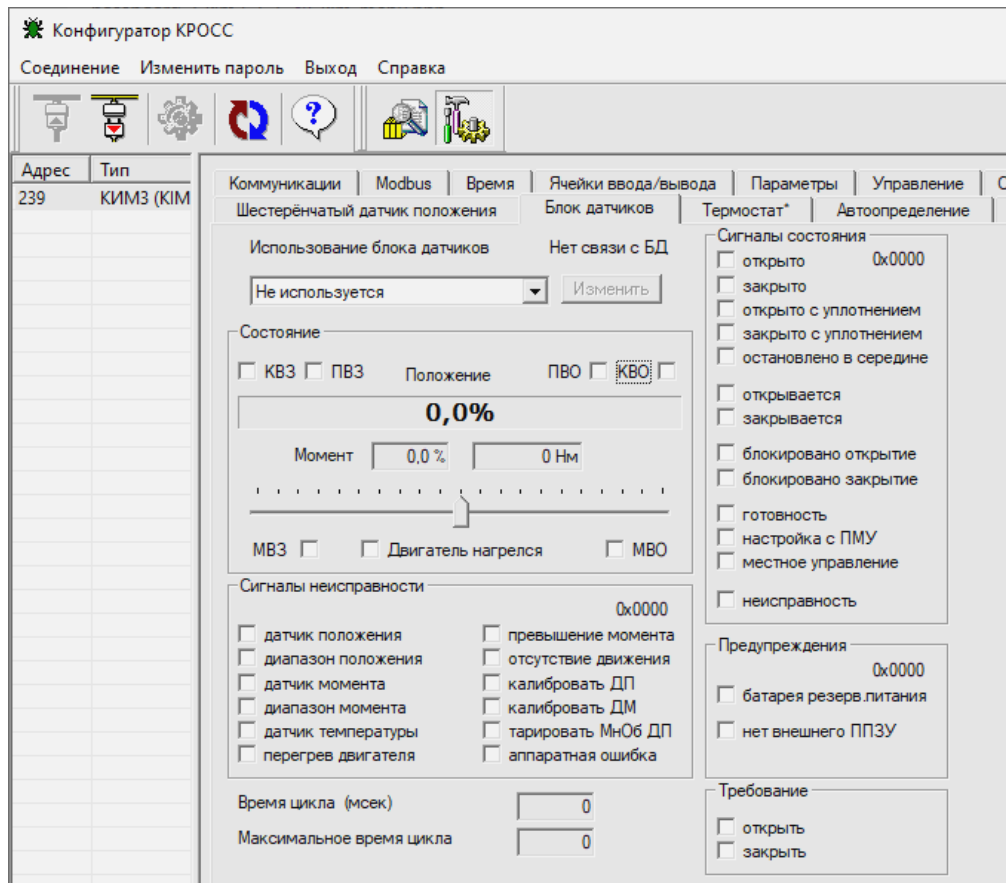 Конфигуратор КРОСС
Соединение Изменить пароль Выход Справка
Адрес Тип
239 КИМ3 (KIM
Коммуникации Modbus Время Ячейки ввода/вывода Параметры Управление
Шестерёнчатый датчик положения Блок датчиков Термостат* Автоопределение
Использование блока датчиков Нет связи с БД
Не используется Изменить
Состояние
КВЗ ПВЗ Положение ПВО КВО
0,0%
Момент 0,0 % 0 Нм
МВЗ Двигатель нагрелся МВО
Сигналы неисправности
0x0000
датчик положения превышение момента
диапазон положения отсутствие движения
датчик момента калибровать ДП
диапазон момента калибровать ДМ
датчик температуры тарировать МнОб ДП
перегрев двигателя аппаратная ошибка
Время цикла (мсек) 0
Максимальное время цикла 0
Сигналы состояния
открыто 0x0000
закрыто
открыто с уплотнением
закрыто с уплотнением
остановлено в середине
открывается
закрывается
блокировано открытие
блокировано закрытие
готовность
настройка с ПМУ
местное управление
неисправность
Предупреждения
0x0000
батарея резерв.питания
нет внешнего ППЗУ
Требование
открыть
закрыть